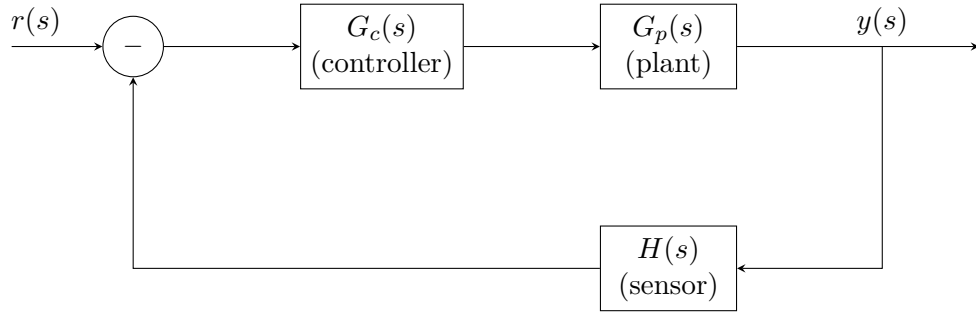 r(s)
−
G_c(s)
(controller)
G_p(s)
(plant)
y(s)
H(s)
(sensor)